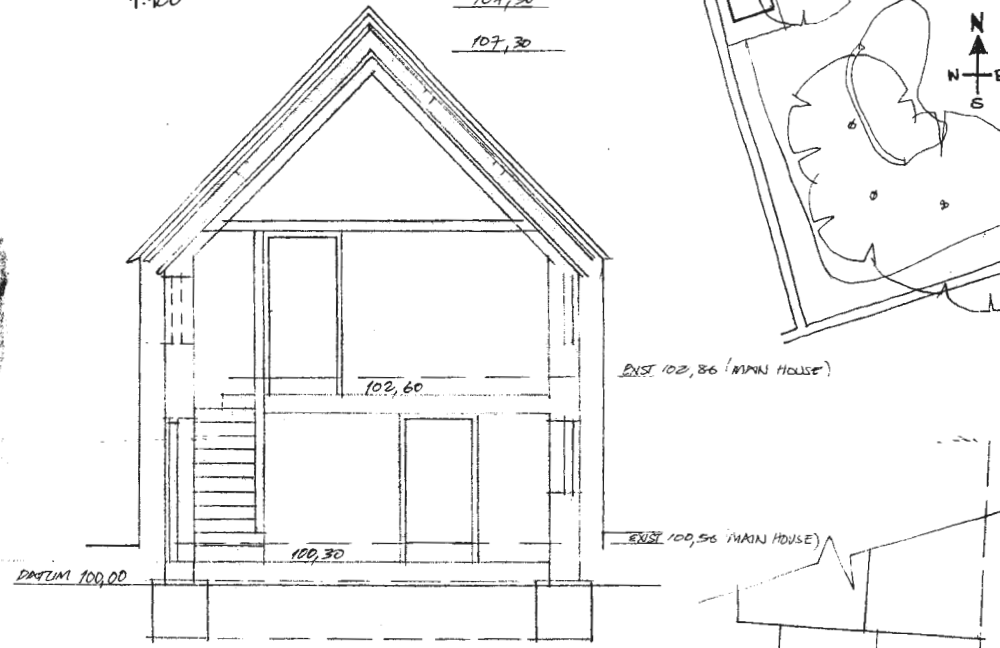 107,30
N
W E
S
EXIST 102,86 (MAIN HOUSE)
102,60
EXIST 100,56 MAIN HOUSE)
100,30
DATUM 100,00